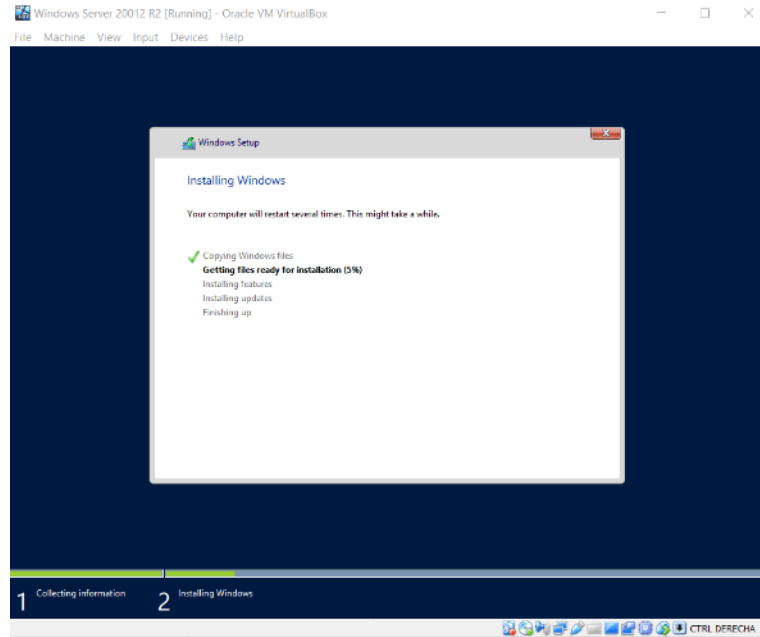 Windows Server 20012 R2 [Running] - Oracle VM VirtualBox
File Machine View Input Devices Help
Windows Setup
Installing Windows
Your computer will restart several times. This might take a while.
Copying Windows files
Getting files ready for installation (5%)
Installing features
Installing updates
Finishing up
1 Collecting information 2 Installing Windows
CTRL DERECHA